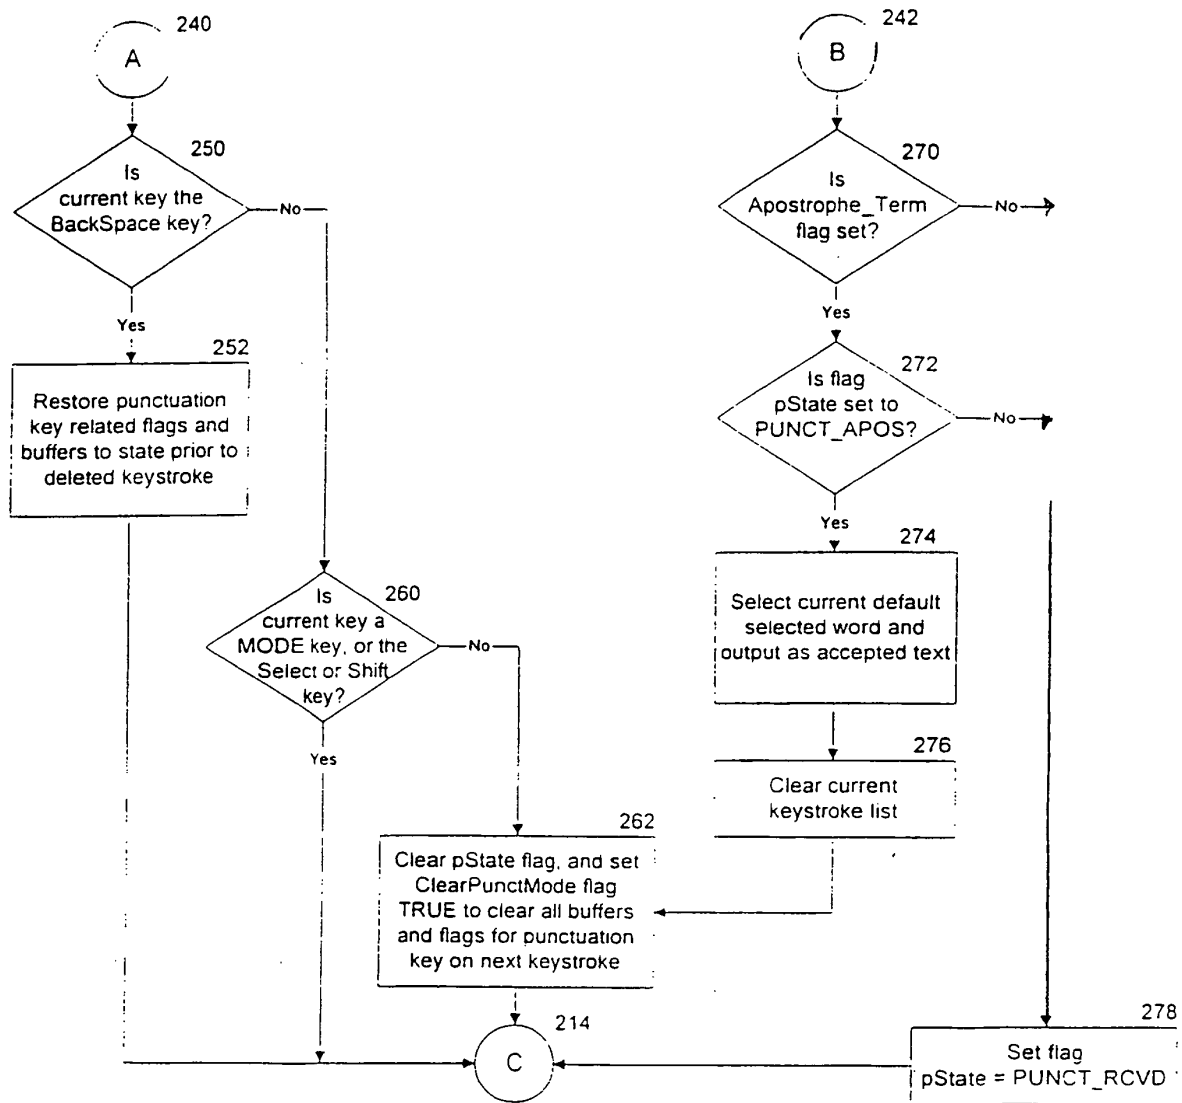 240
A
250
Is
current key the
BackSpace key?
No
Yes
252
Restore punctuation
key related flags and
buffers to state prior to
deleted keystroke
260
Is
current key a
MODE key, or the
Select or Shift
key?
No
Yes
262
Clear pState flag, and set
ClearPunctMode flag
TRUE to clear all buffers
and flags for punctuation
key on next keystroke
214
C
242
B
270
Is
Apostrophe_Term
flag set?
No
Yes
272
Is flag
pState set to
PUNCT_APOS?
No
Yes
274
Select current default
selected word and
output as accepted text
276
Clear current
keystroke list
278
Set flag
pState = PUNCT_RCVD